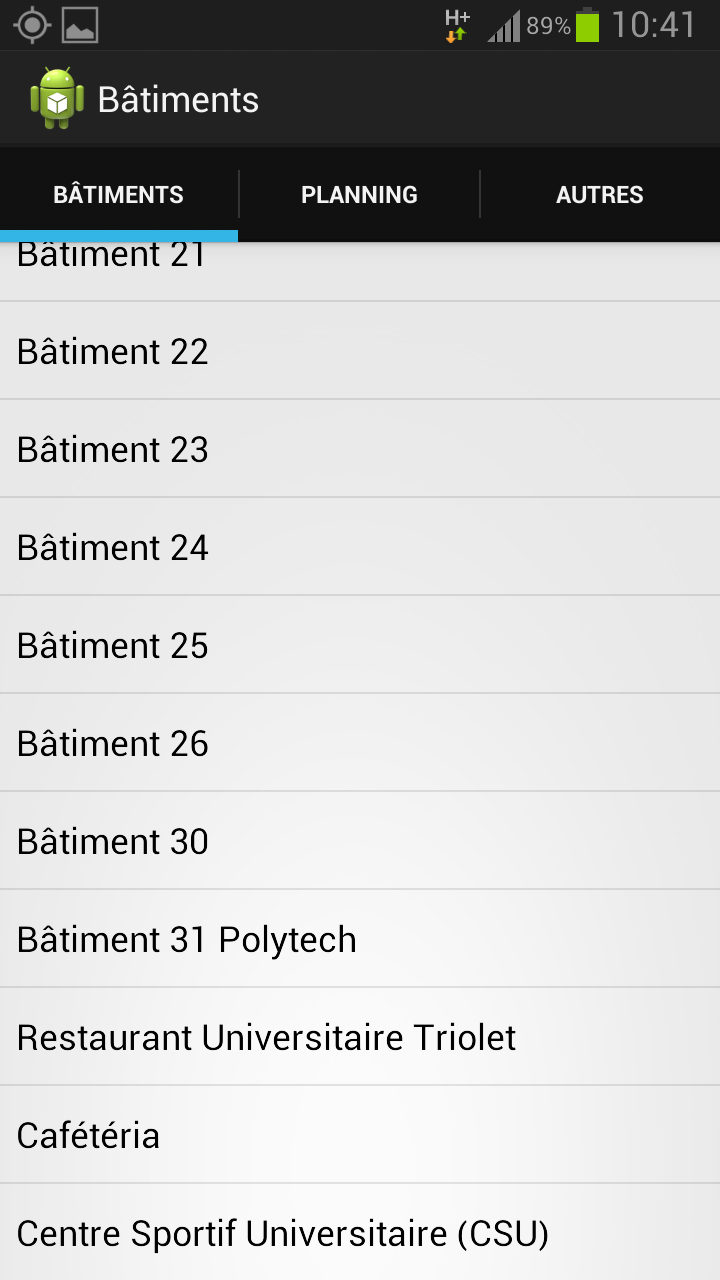 H+ 89% 10:41
Bâtiments
BÂTIMENTS PLANNING AUTRES
Bâtiment 21
Bâtiment 22
Bâtiment 23
Bâtiment 24
Bâtiment 25
Bâtiment 26
Bâtiment 30
Bâtiment 31 Polytech
Restaurant Universitaire Triolet
Cafétéria
Centre Sportif Universitaire (CSU)